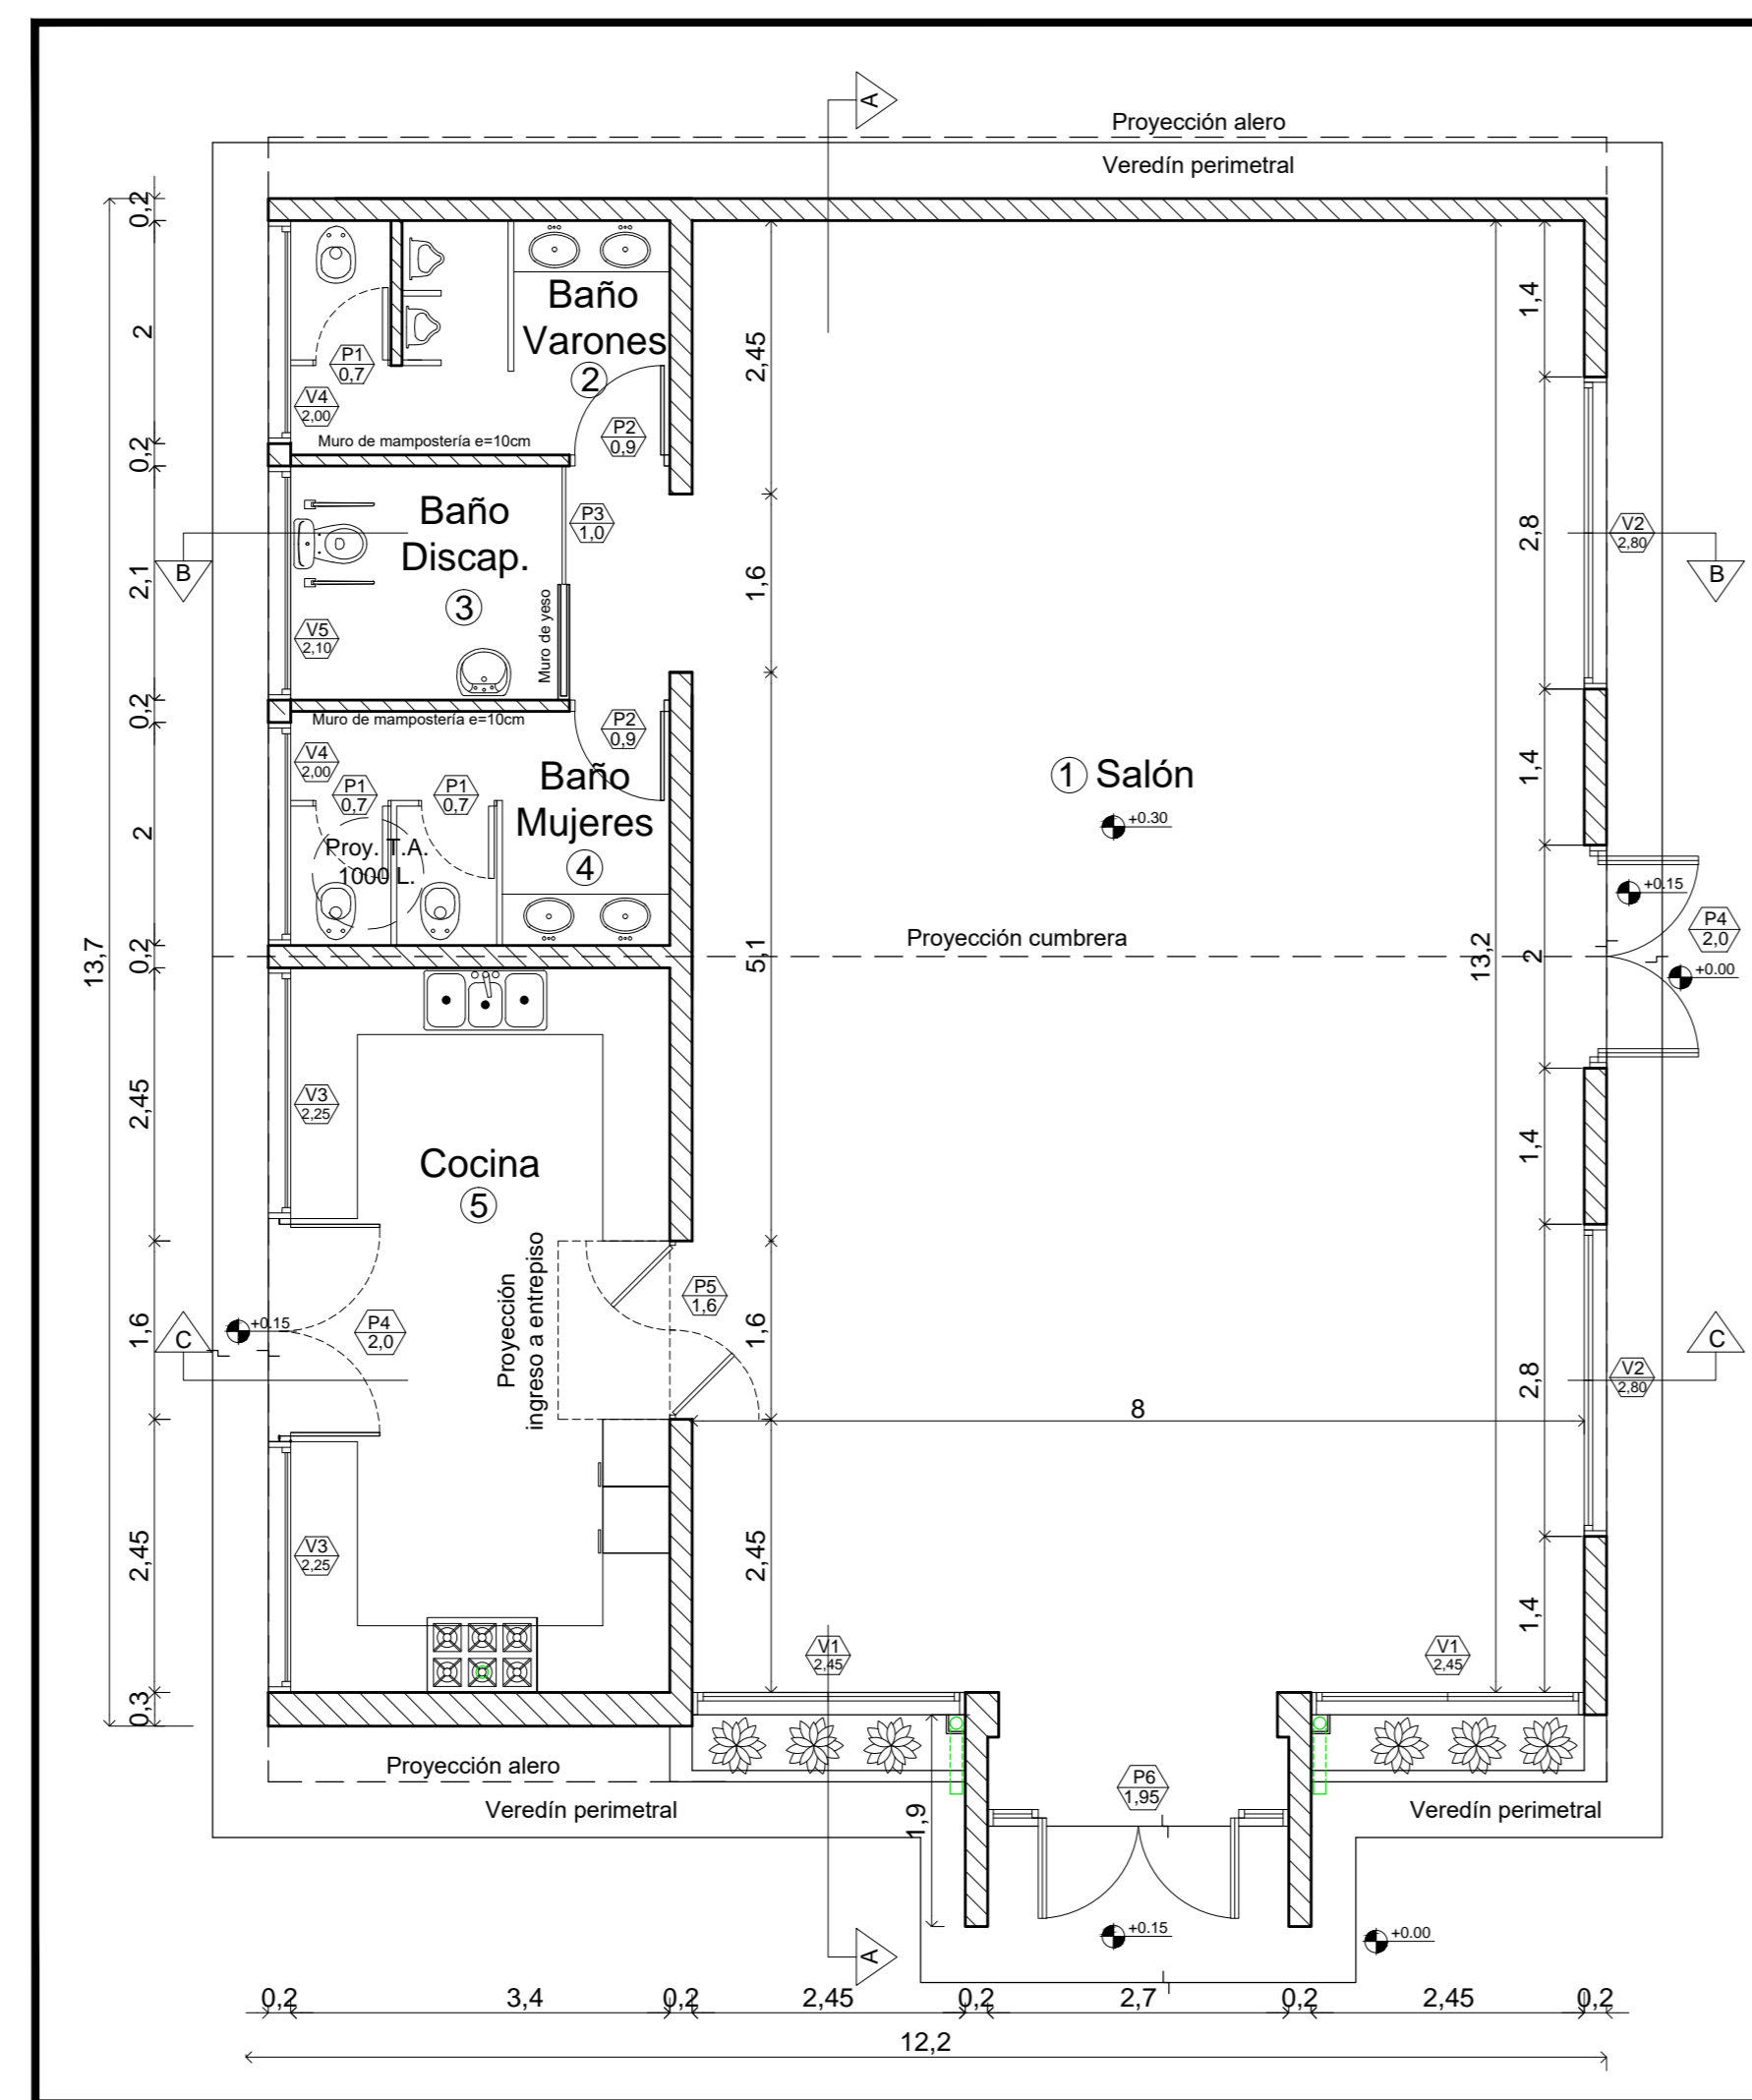 A
Proyección alero
Veredín perimetral
0,2
Baño
Varones
2
P1
0,7
V4
2,00
P2
0,9
Muro de mampostería e=10cm
2
0,2
2,45
1,4
Baño
Discap.
3
P3
1,0
V5
2,10
Muro de yeso
B
2,1
1,6
2,8
V2
2,80
B
0,2
Muro de mampostería e=10cm
V4
2,00
P1
0,7
P1
0,7
P2
0,9
Baño
Mujeres
4
Proy. T.A.
1000 L.
2
1 Salón
+0.30
1,4
+0.15
P4
2,0
+0.00
13,7
0,2
5,1
Proyección cumbrera
13,2
2
V3
2,25
2,45
Cocina
5
1,4
Proyección
ingreso a entrepiso
P5
1,6
1,6
C
+0.15
P4
2,0
1,6
2,8
V2
2,80
C
8
V3
2,25
2,45
2,45
1,4
V1
2,45
V1
2,45
0,3
Proyección alero
Veredín perimetral
P6
1,95
1,9
Veredín perimetral
A
+0.15
+0.00
0,2
3,4
0,2
2,45
0,2
2,7
0,2
2,45
0,2
12,2